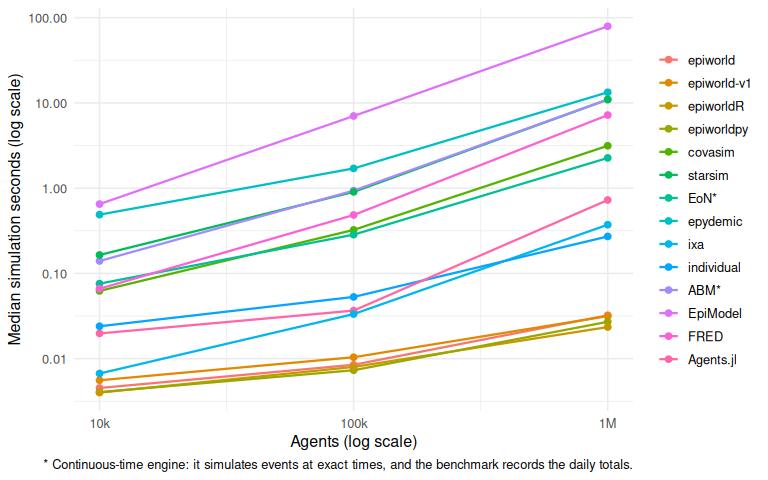 100.00
10.00
1.00
0.10
0.01
Median simulation seconds (log scale)
10k
100k
1M
Agents (log scale)
epiworld
epiworld-v1
epiworldR
epiworldpy
covasim
starsim
EoN*
epydemic
ixa
individual
ABM*
EpiModel
FRED
Agents.jl
* Continuous-time engine: it simulates events at exact times, and the benchmark records the daily totals.